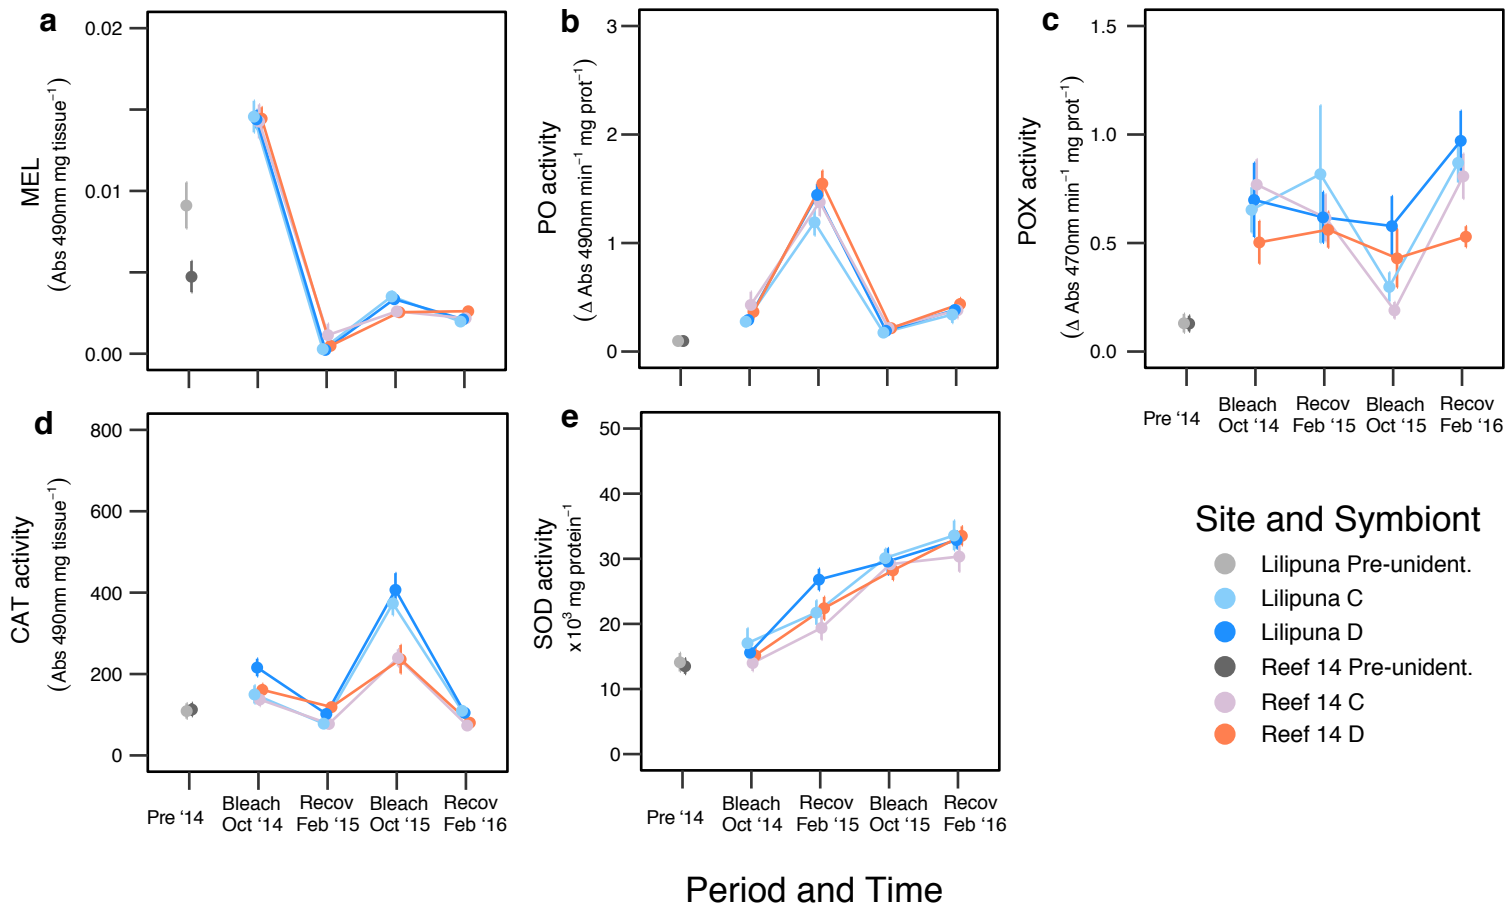 a
0.02
0.01
0.00
MEL
(Abs 490nm mg tissue⁻¹)
b
3
2
1
0
PO activity
(Δ Abs 490nm min⁻¹ mg prot⁻¹)
c
1.5
1.0
0.5
0.0
POX activity
(Δ Abs 470nm min⁻¹ mg prot⁻¹)
Pre ‘14
Bleach
Oct ‘14
Recov
Feb ‘15
Bleach
Oct ‘15
Recov
Feb ‘16
d
800
600
400
200
0
CAT activity
(Abs 490nm mg tissue⁻¹)
Pre ‘14
Bleach
Oct ‘14
Recov
Feb ‘15
Bleach
Oct ‘15
Recov
Feb ‘16
e
50
40
30
20
10
0
SOD activity
x 10³ mg protein⁻¹
Pre ‘14
Bleach
Oct ‘14
Recov
Feb ‘15
Bleach
Oct ‘15
Recov
Feb ‘16
Site and Symbiont
Lilipuna Pre-unident.
Lilipuna C
Lilipuna D
Reef 14 Pre-unident.
Reef 14 C
Reef 14 D
Period and Time